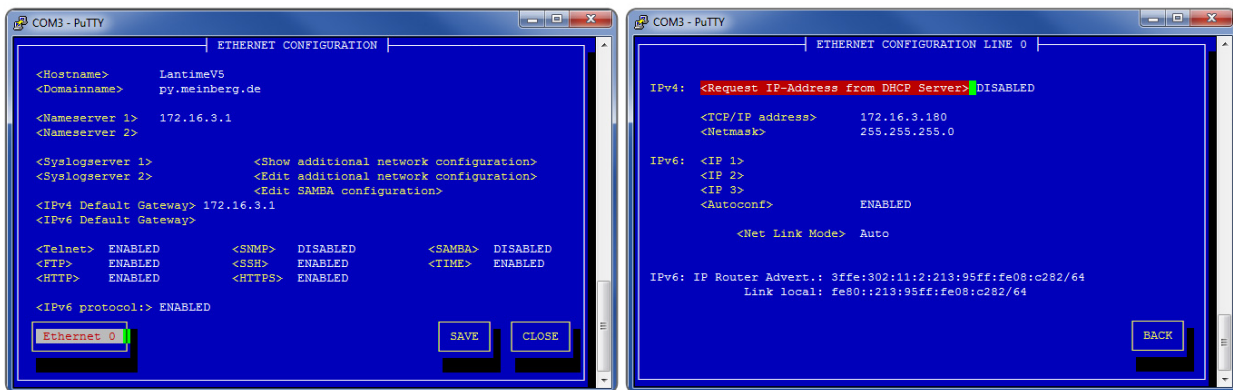 COM3 - PuTTY
ETHERNET CONFIGURATION
<Hostname> LantimeV5
<Domainname> py.meinberg.de
<Nameserver 1> 172.16.3.1
<Nameserver 2>
<Syslogserver 1> <Show additional network configuration>
<Syslogserver 2> <Edit additional network configuration>
<Edit SAMBA configuration>
<IPv4 Default Gateway> 172.16.3.1
<IPv6 Default Gateway>
<Telnet> ENABLED <SNMP> DISABLED <SAMBA> DISABLED
<FTP> ENABLED <SSH> ENABLED <TIME> ENABLED
<HTTP> ENABLED <HTTPS> ENABLED
<IPv6 protocol:> ENABLED
Ethernet 0 SAVE CLOSE
COM3 - PuTTY
ETHERNET CONFIGURATION LINE 0
IPv4: <Request IP-Address from DHCP Server> DISABLED
<TCP/IP address> 172.16.3.180
<Netmask> 255.255.255.0
IPv6: <IP 1>
<IP 2>
<IP 3>
<Autoconf> ENABLED
<Net Link Mode> Auto
IPv6: IP Router Advert.: 3ffe:302:11:2:213:95ff:fe08:c282/64
Link local: fe80::213:95ff:fe08:c282/64
BACK